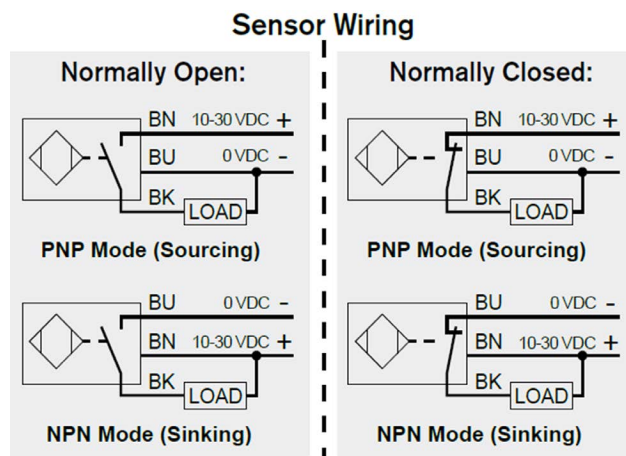 Sensor Wiring
Normally Open:
BN 10-30 VDC +
BU 0 VDC -
BK LOAD
PNP Mode (Sourcing)
BU 0 VDC -
BN 10-30 VDC +
BK LOAD
NPN Mode (Sinking)
Normally Closed:
BN 10-30 VDC +
BU 0 VDC -
BK LOAD
PNP Mode (Sourcing)
BU 0 VDC -
BN 10-30 VDC +
BK LOAD
NPN Mode (Sinking)